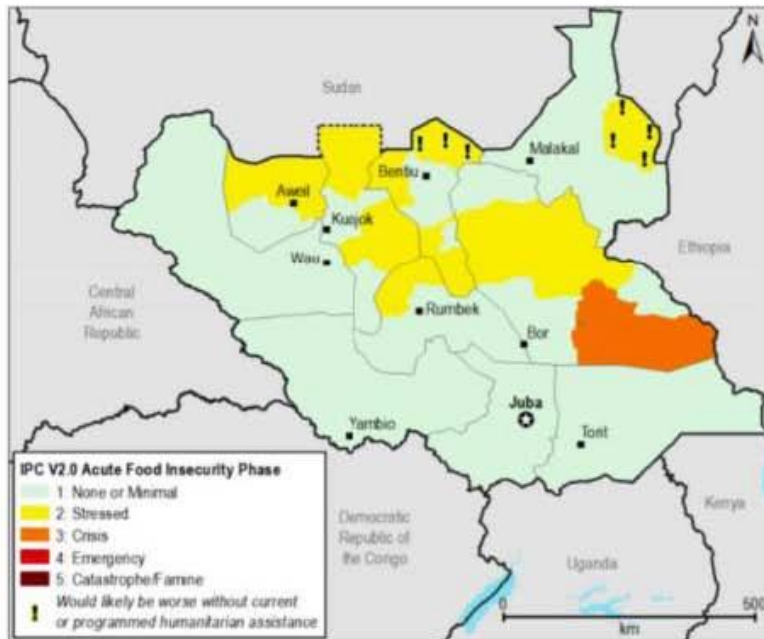 N
Sudan
Malakal
Bentiu
Aweil
Kuajok
Wau
Ethiopia
Central
African
Republic
Rumbek
Bor
Juba
Yambio
Torit
IPC V2.0 Acute Food Insecurity Phase
1: None or Minimal
2: Stressed
3: Crisis
4: Emergency
5: Catastrophe/Famine
! Would likely be worse without current
or programmed humanitarian assistance
Democratic
Republic of
the Congo
Uganda
Kenya
0 500
km